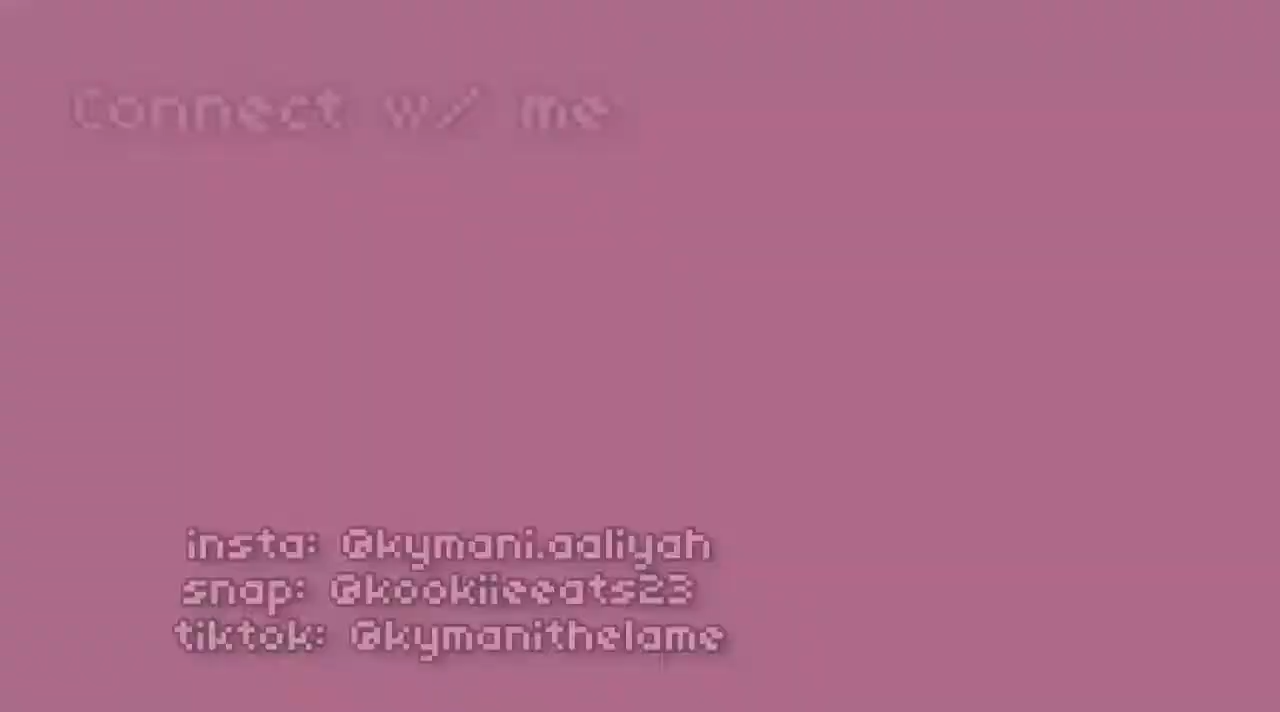 Connect w/ me
insta: @kymani.aaliyah
snap: @kookiieeats23
tiktok: @kymanithelame